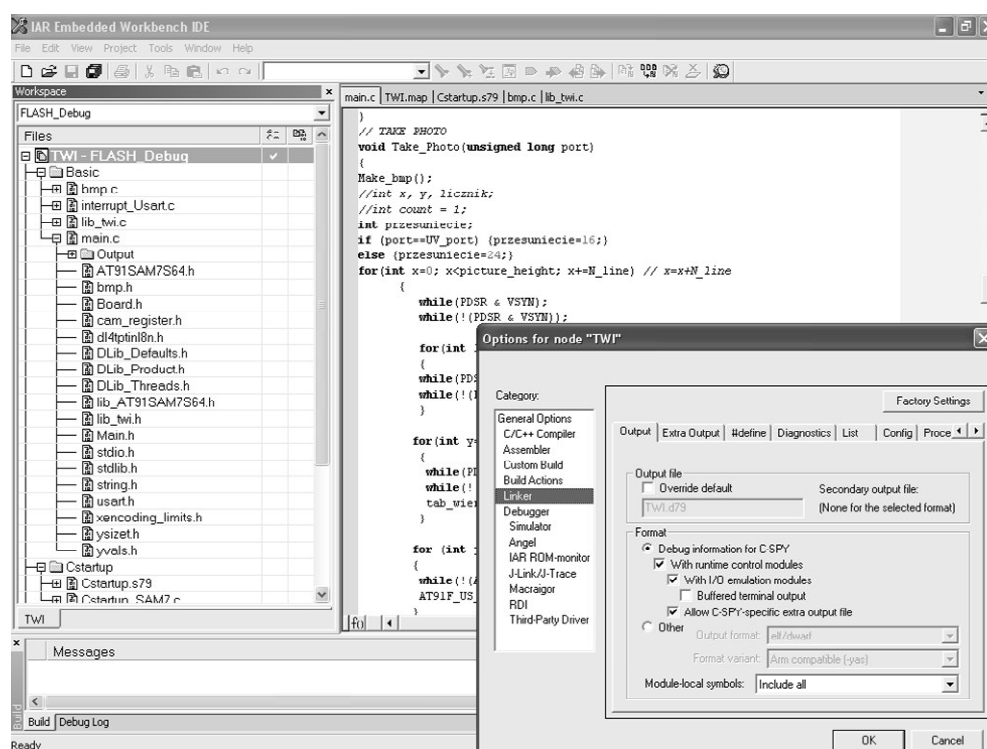 IAR Embedded Workbench IDE
File Edit View Project Tools Window Help
Workspace
FLASH_Debug
Files
TWI - FLASH_Debug
Basic
bmp.c
interrupt_Usart.c
lib_twi.c
main.c
Output
AT91SAM7S64.h
bmp.h
Board.h
cam_register.h
dl4tptinl8n.h
DLib_Defaults.h
DLib_Product.h
DLib_Threads.h
lib_AT91SAM7S64.h
lib_twi.h
Main.h
stdio.h
stdlib.h
string.h
usart.h
xencoding_limits.h
ysizet.h
yvals.h
Cstartup
Cstartup.s79
Cstartup_SAM7.c
TWI
main.c TWI.map Cstartup.s79 bmp.c lib_twi.c
}
// TAKE PHOTO
void Take_Photo(unsigned long port)
{
Make_bmp();
//int x, y, licznik;
//int count = 1;
int przesuniecie;
if (port==UV_port) {przesuniecie=16;}
else {przesuniecie=24;}
for(int x=0; x<picture_height; x+=N_line) // x=x+N_line
{
while(PDSR & VSYN);
while(!(PDSR & VSYN));
for(int
{
while(PDS
while(!(
}
for(int y=
{
while(PD
while(!
tab_wie
}
for (int
{
while(!(
AT91F_US_
}
f()
Options for node "TWI"
Category:
General Options
C/C++ Compiler
Assembler
Custom Build
Build Actions
Linker
Debugger
Simulator
Angel
IAR ROM-monitor
J-Link/J-Trace
Macraigor
RDI
Third-Party Driver
Factory Settings
Output Extra Output #define Diagnostics List Config Proce
Output file
Override default
TWI.d79
Secondary output file:
(None for the selected format)
Format
Debug information for C-SPY
With runtime control modules
With I/O emulation modules
Buffered terminal output
Allow C-SPY-specific extra output file
Other
Output format: elf/dwarf
Format variant: Arm compatible (-yas)
Module-local symbols: Include all
OK Cancel
Messages
Build
Build Debug Log
Ready